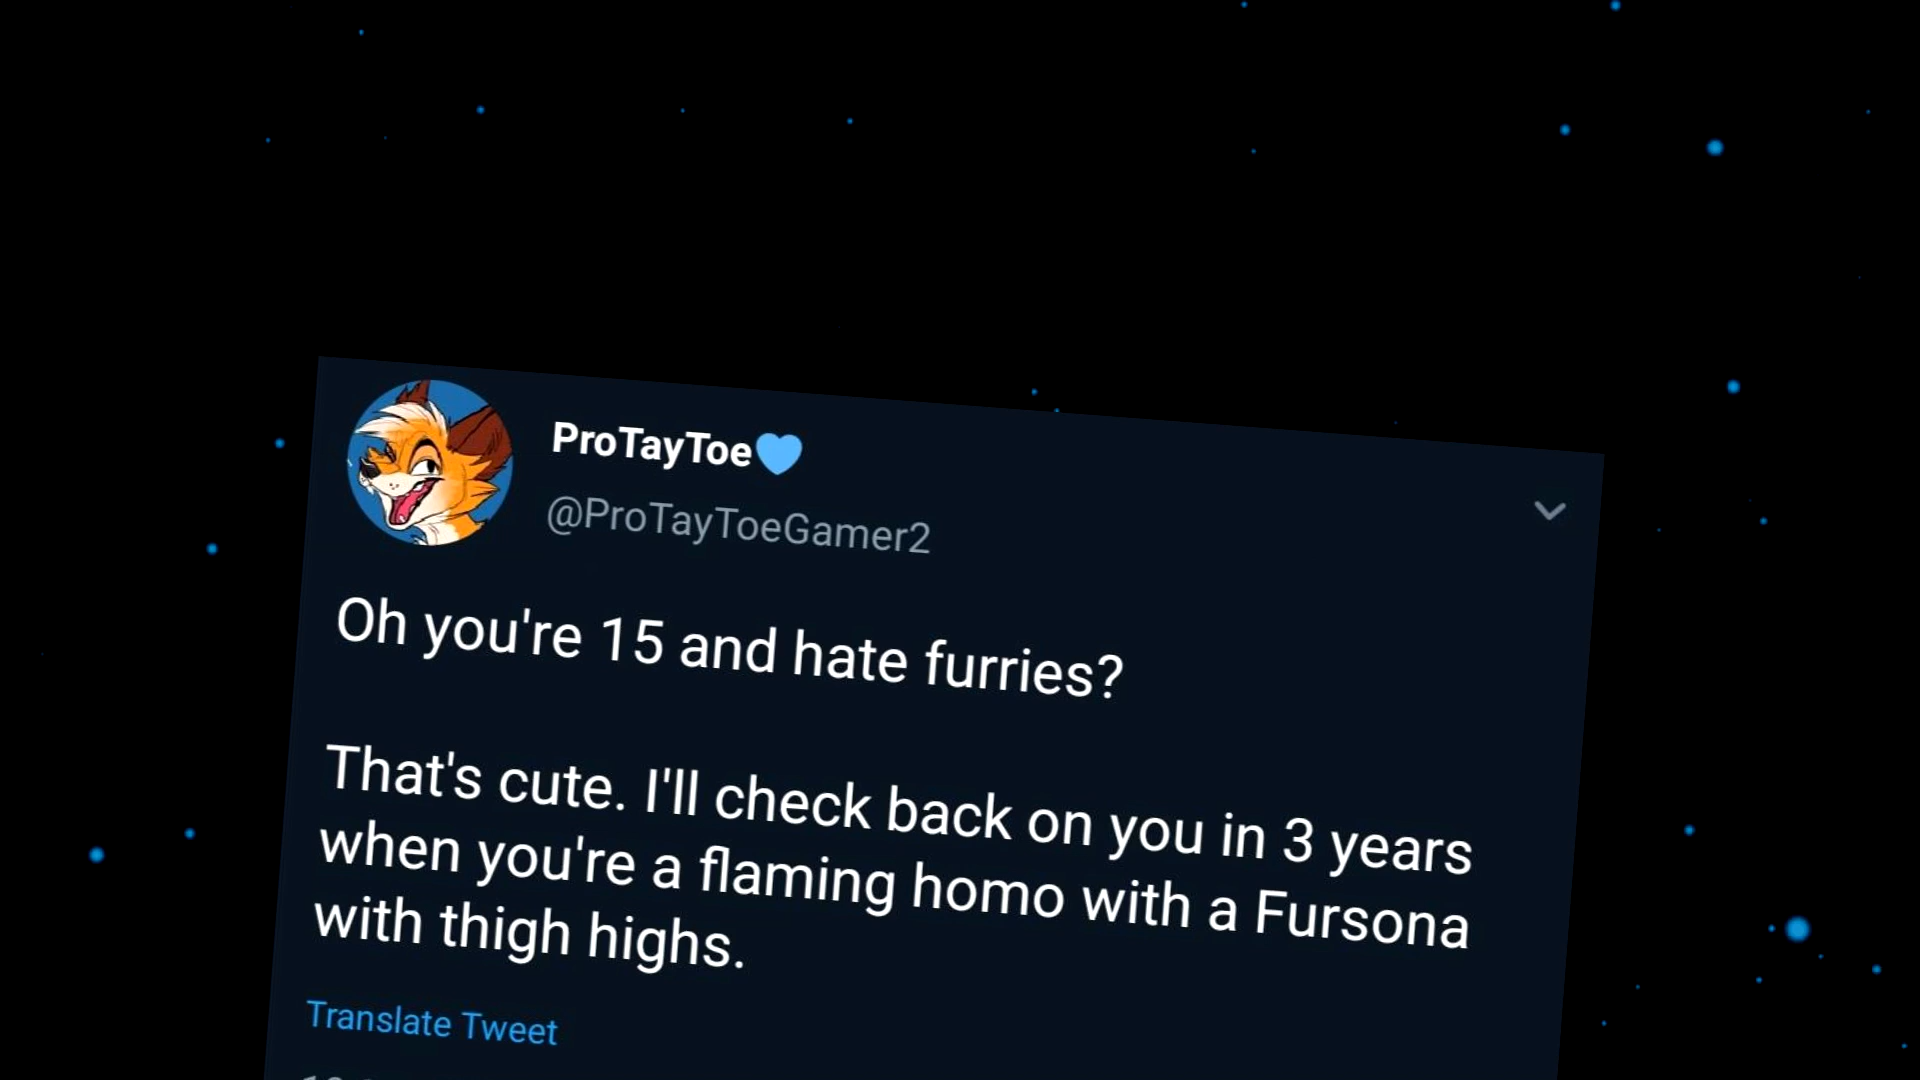 ProTayToe💙
@ProTayToeGamer2
Oh you're 15 and hate furries?
That's cute. I'll check back on you in 3 years
when you're a flaming homo with a Fursona
with thigh highs.
Translate Tweet